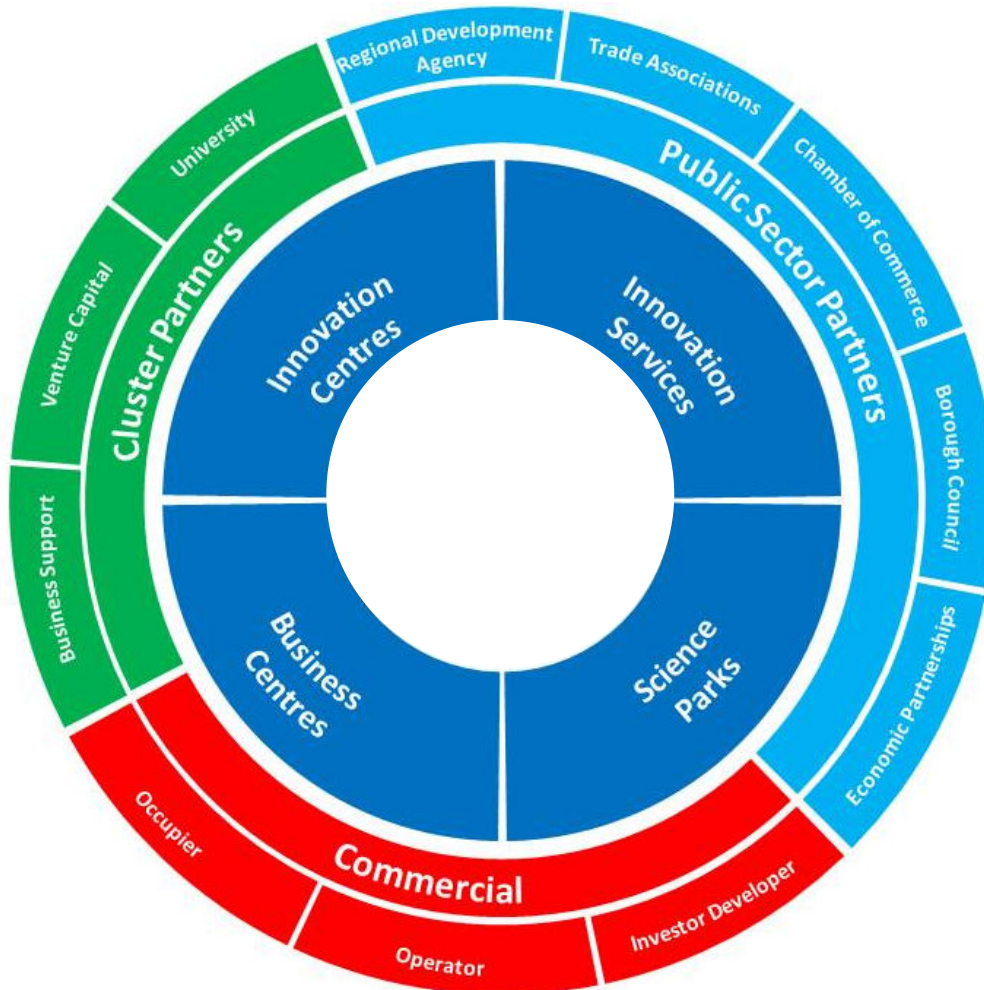 Regional Development
Agency
Trade Associations
Chamber of Commerce
Borough Council
Economic Partnerships
Investor Developer
Operator
Occupier
Business Support
Venture Capital
University
Public Sector Partners
Commercial
Cluster Partners
Innovation
Centres
Innovation
Services
Science
Parks
Business
Centres